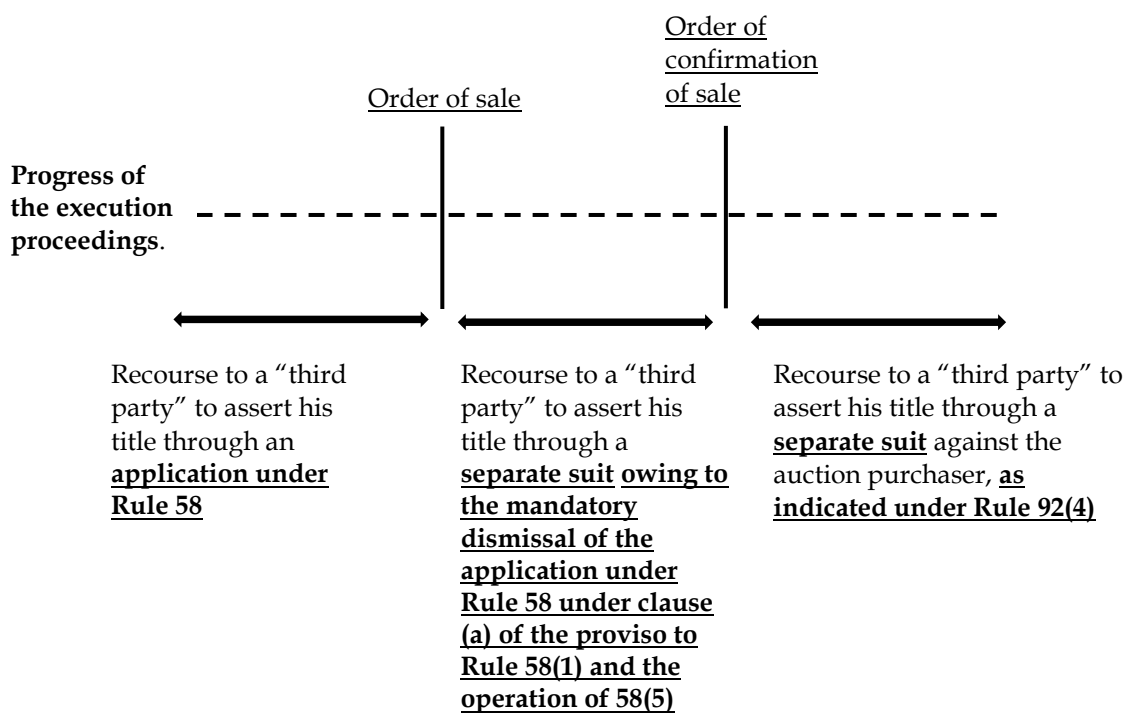 Order of
confirmation
of sale
Order of sale
Progress of
the execution
proceedings.
Recourse to a “third
party” to assert his
title through an
application under
Rule 58
Recourse to a “third
party” to assert his
title through a
separate suit owing to
the mandatory
dismissal of the
application under
Rule 58 under clause
(a) of the proviso to
Rule 58(1) and the
operation of 58(5)
Recourse to a “third party” to
assert his title through a
separate suit against the
auction purchaser, as
indicated under Rule 92(4)